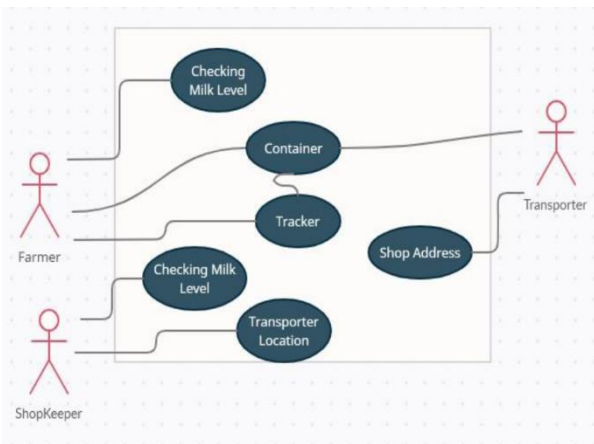 Checking
Milk Level
Container
Tracker
Transporter
Shop Address
Farmer
Checking Milk
Level
Transporter
Location
ShopKeeper